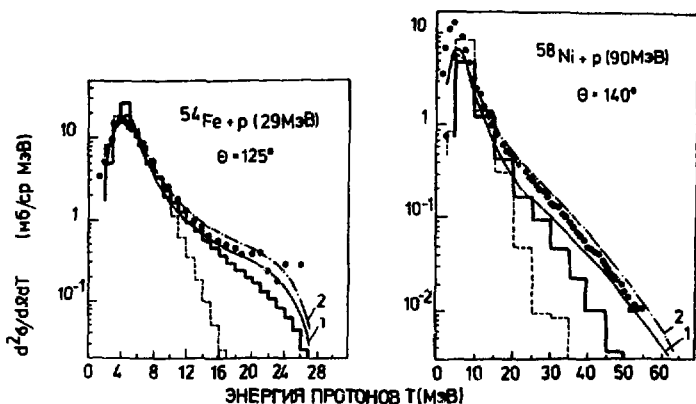 d²σ/dΩdT (мб/ср МэВ)
10
1
10⁻¹
⁵⁴Fe + p (29МэВ)
Θ = 125°
2
1
0 4 8 12 16 20 24 28
10
1
10⁻¹
10⁻²
⁵⁸Ni + p (90МэВ)
Θ = 140°
2
1
0 10 20 30 40 50 60
ЭНЕРГИЯ ПРОТОНОВ T(МэВ)